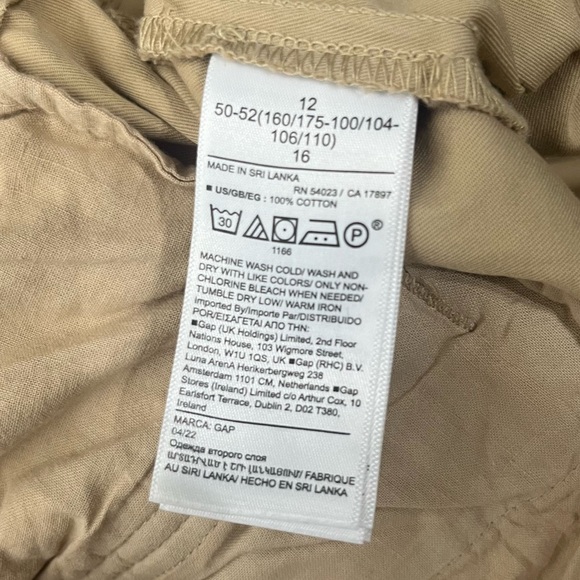 12
50-52(160/175-100/104-
106/110)
16
MADE IN SRI LANKA
RN 54023 / CA 17897
■ US/GB/EG : 100% COTTON
30 P ®
1166
MACHINE WASH COLD/ WASH AND
DRY WITH LIKE COLORS/ ONLY NON-
CHLORINE BLEACH WHEN NEEDED/
TUMBLE DRY LOW/ WARM IRON
Imported By/Importe Par/DISTRIBUIDO
POR/ΕΙΣΑΓΕΤΑΙ ΑΠΟ ΤΗΝ:
■Gap (UK Holdings) Limited, 2nd Floor
Nations House, 103 Wigmore Street,
London, W1U 1QS, UK ■Gap (RHC) B.V.
Luna ArenA Herikerbergweg 238
Amsterdam 1101 CM, Netherlands ■Gap
Stores (Ireland) Limited c/o Arthur Cox, 10
Earlsfort Terrace, Dublin 2, D02 T380,
Ireland
MARCA: GAP
04/22
Одежда второго слоя
ԱՐՏԱԴՐՎԱԾ Է ՇՐԻ ԼԱՆԿԱՅՈՒՄ/ FABRIQUE
AU SIRI LANKA/ HECHO EN SRI LANKA